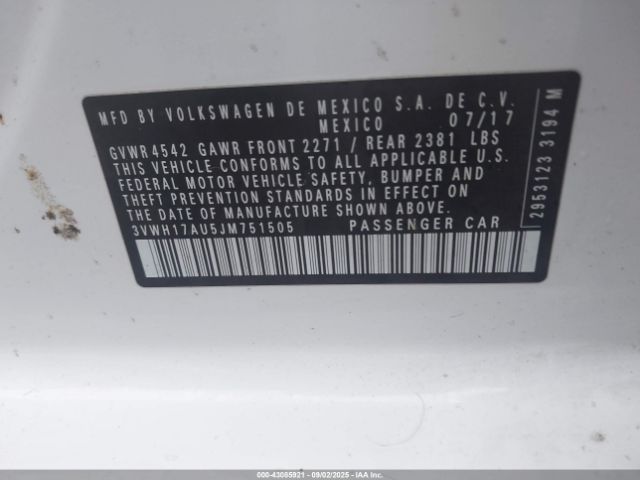 MFD BY VOLKSWAGEN DE MEXICO S.A. DE C.V.
MEXICO 07/17
GVWR 4542 GAWR FRONT 2271 / REAR 2381 LBS
THIS VEHICLE CONFORMS TO ALL APPLICABLE U.S.
FEDERAL MOTOR VEHICLE SAFETY, BUMPER AND
THEFT PREVENTION STANDARDS IN EFFECT ON
THE DATE OF MANUFACTURE SHOWN ABOVE.
3VWH17AU5JM751505 PASSENGER CAR
2953123 3194 M
000-43085921 - 09/02/2025 - IAA Inc.